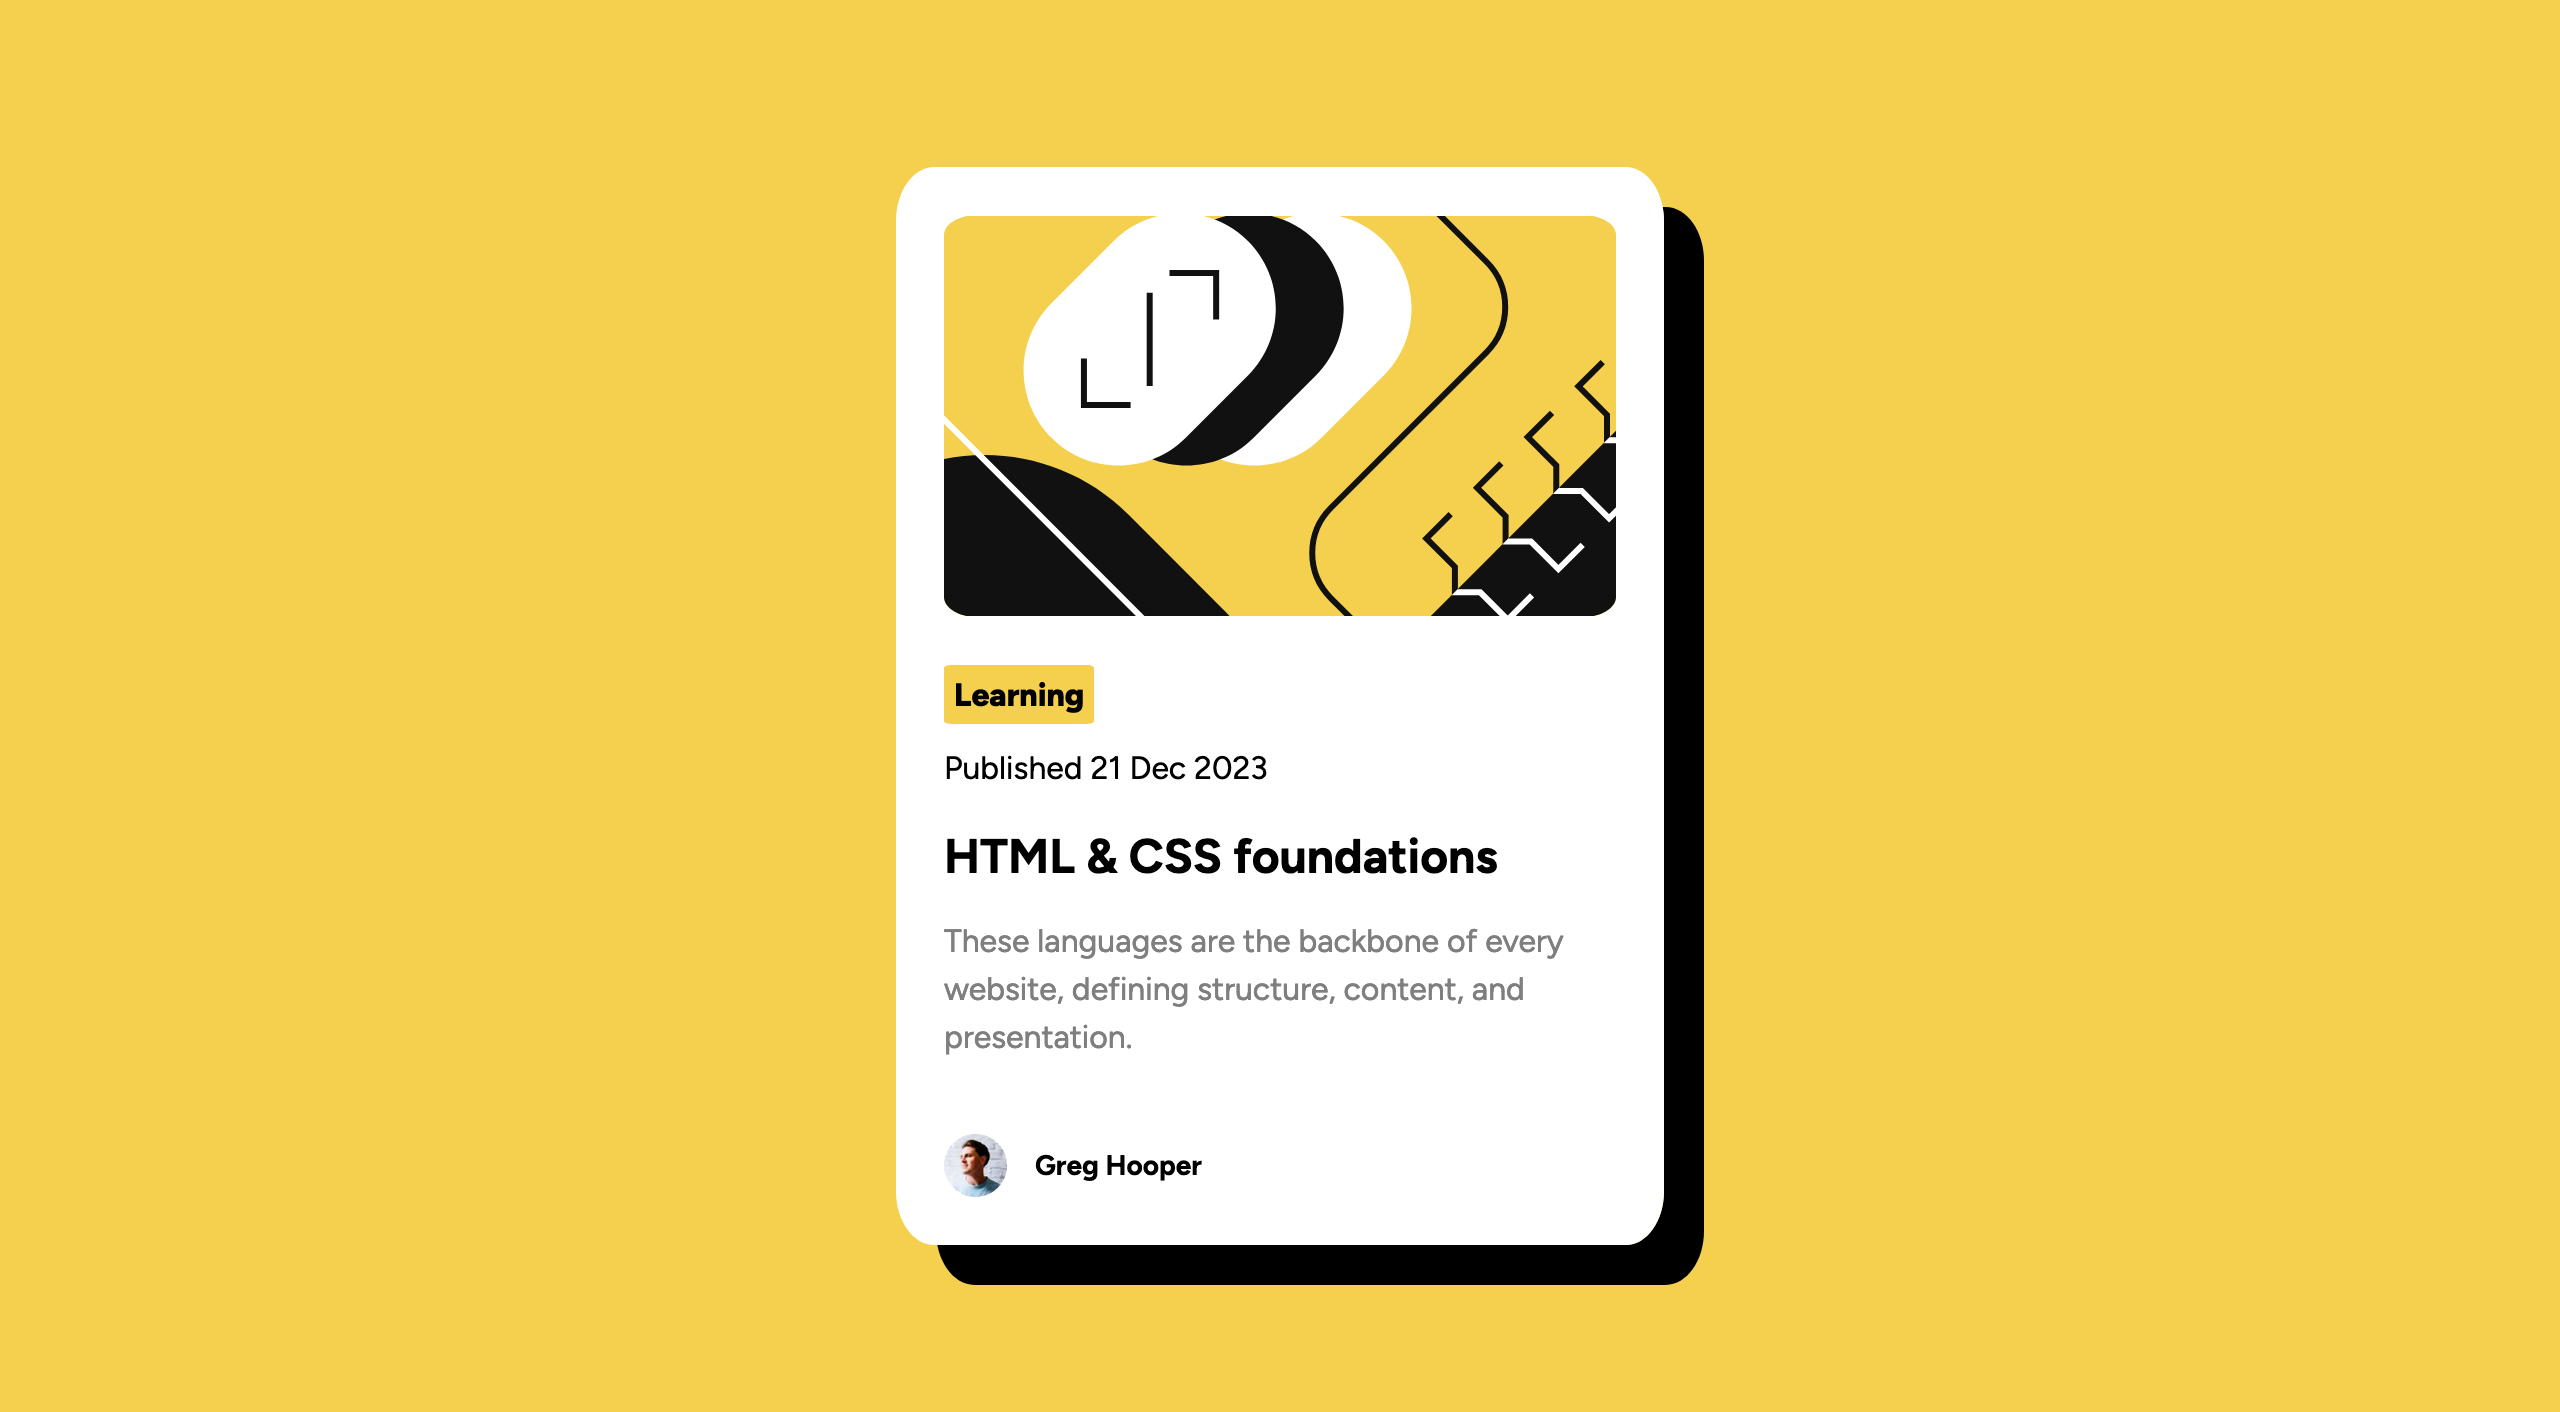 Learning
Published 21 Dec 2023
HTML & CSS foundations
These languages are the backbone of every
website, defining structure, content, and
presentation.
Greg Hooper